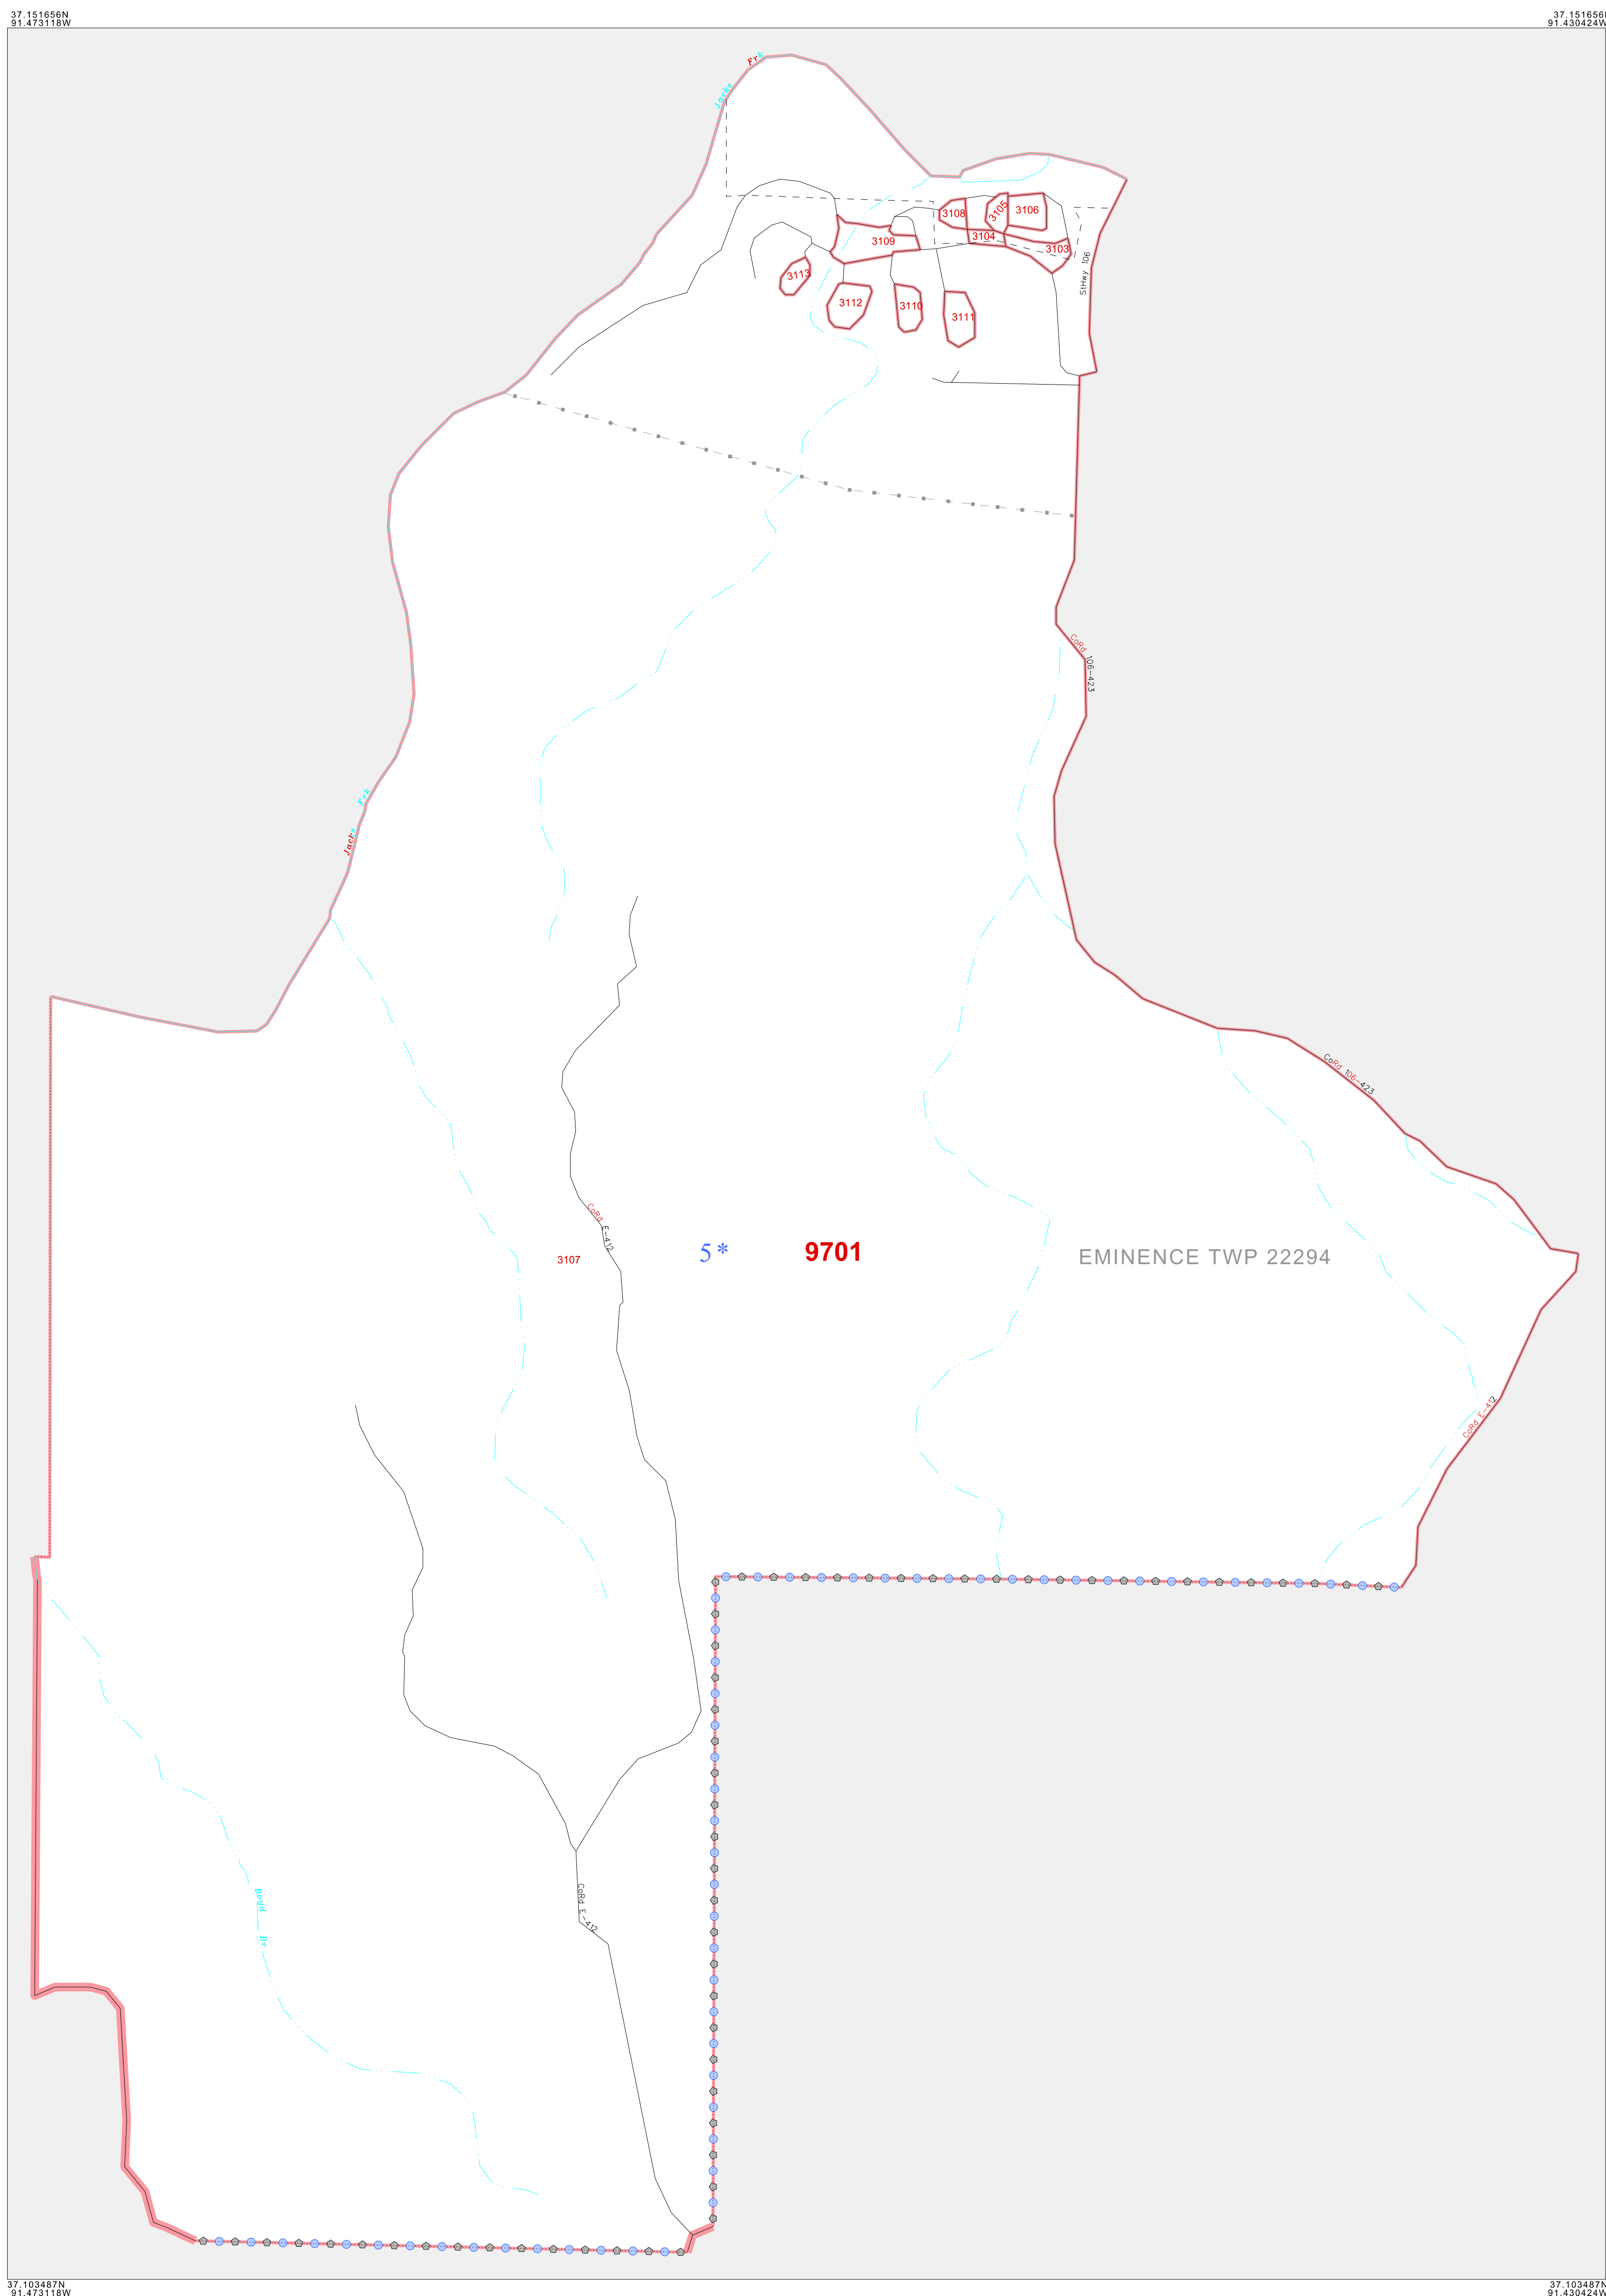 37.151656N
91.473118W
37.151656N
91.430424W
Jacks Frk
3108
3105
3106
3104
3109
3103
3113
StHwy 106
3112
3110
3111
CoRd 106-423
Jacks Frk
CoRd 106-423
CoRd E-412
3107
5*
9701
EMINENCE TWP 22294
CoRd E-412
Boyd Br
CoRd E-412
37.103487N
91.473118W
37.103487N
91.430424W